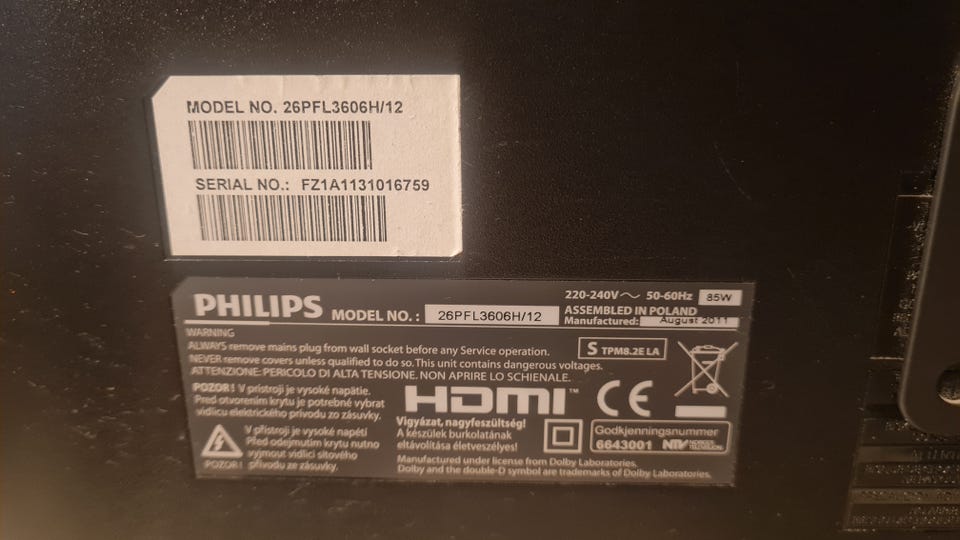 MODEL NO. 26PFL3606H/12
SERIAL NO.: FZ1A1131016759
PHILIPS MODEL NO. : 26PFL3606H/12
220-240V～ 50-60Hz 85W
ASSEMBLED IN POLAND
Manufactured: August 2011
WARNING
ALWAYS remove mains plug from wall socket before any Service operation.
NEVER remove covers unless qualified to do so. This unit contains dangerous voltages.
ATTENZIONE: PERICOLO DI ALTA TENSIONE. NON APRIRE LO SCHIENALE.
S TPM8.2E LA
POZOR! V prístroji je vysoké napätie.
Pred otvorením krytu je potrebné vybrat
vidlicu elektrického prívodu zo zásuvky.
V přístroji je vysoké napětí
Před odejmutím krytu nutno
vyjmout vidlici síťového
přívodu ze zásuvky.
POZOR!
HDMI™
CE
Vigyázat, nagyfeszültség!
A készülek burkolatának
eltávolítása életveszélyes!
Godkjenningsnummer
6643001 NTV NORGES TELEVISJON
Manufactured under license from Dolby Laboratories.
Dolby and the double-D symbol are trademarks of Dolby Laboratories.